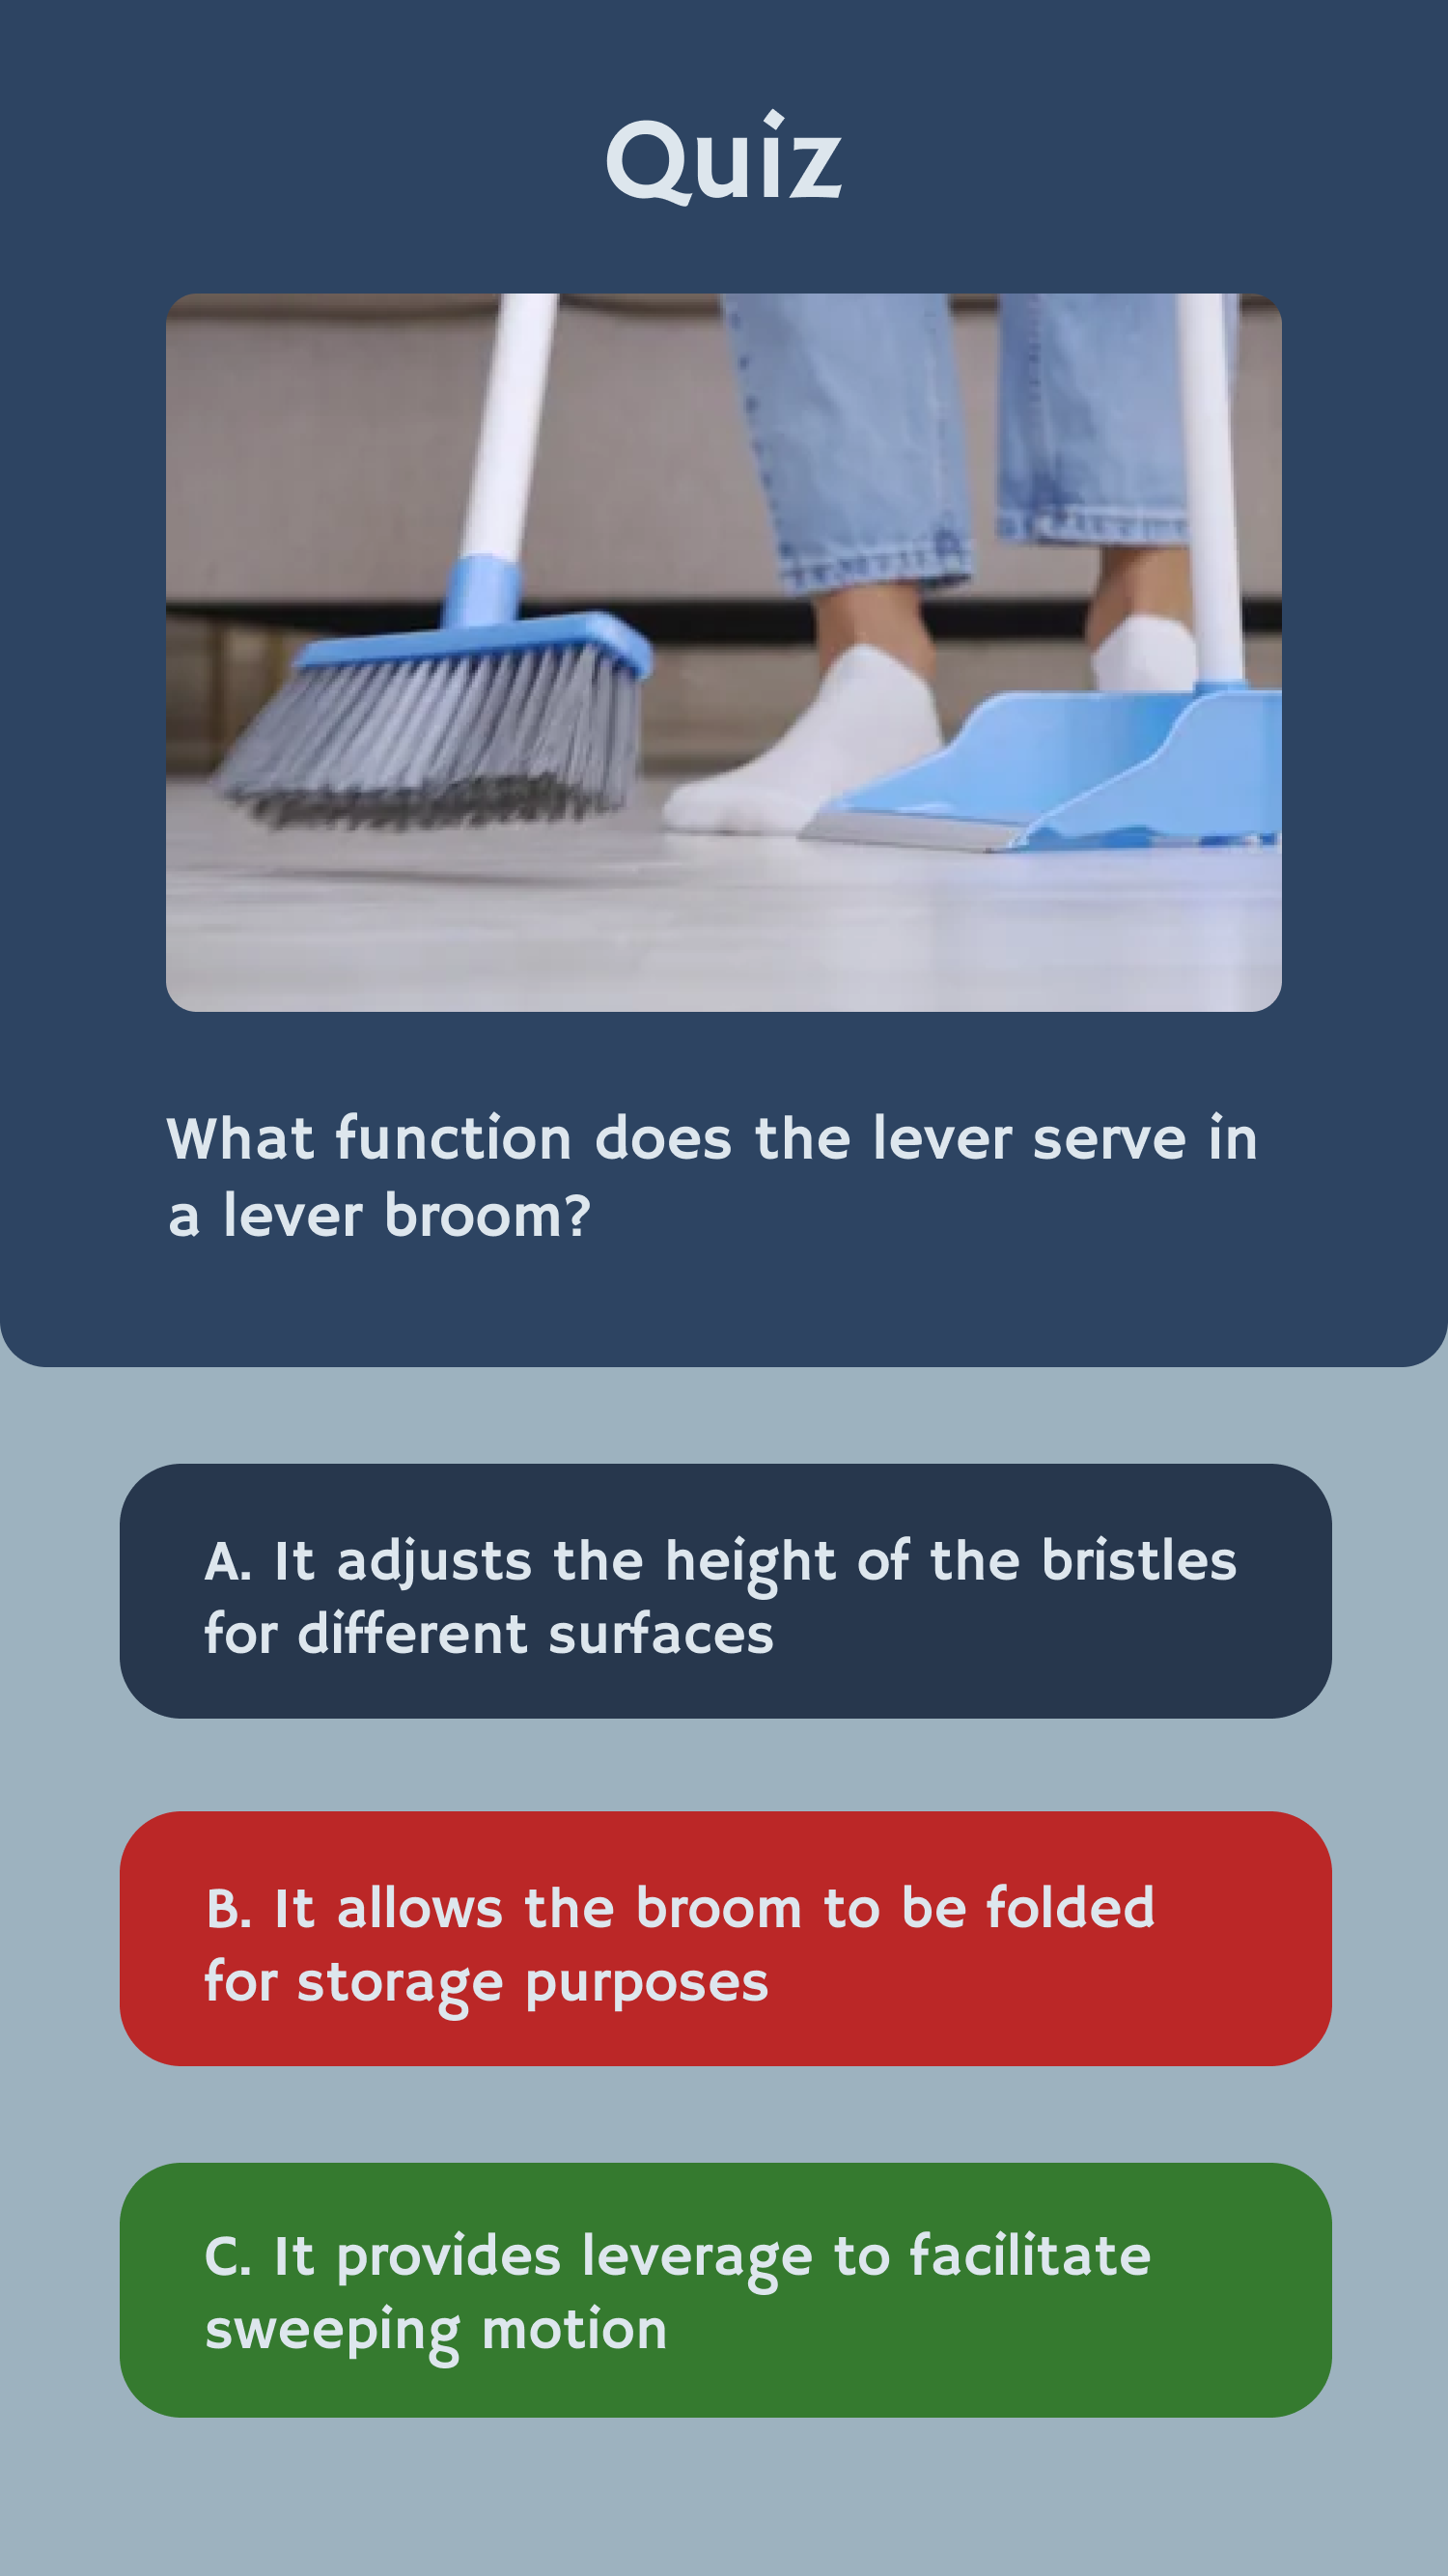 Quiz
What function does the lever serve in
a lever broom?
A. It adjusts the height of the bristles
for different surfaces
B. It allows the broom to be folded
for storage purposes
C. It provides leverage to facilitate
sweeping motion